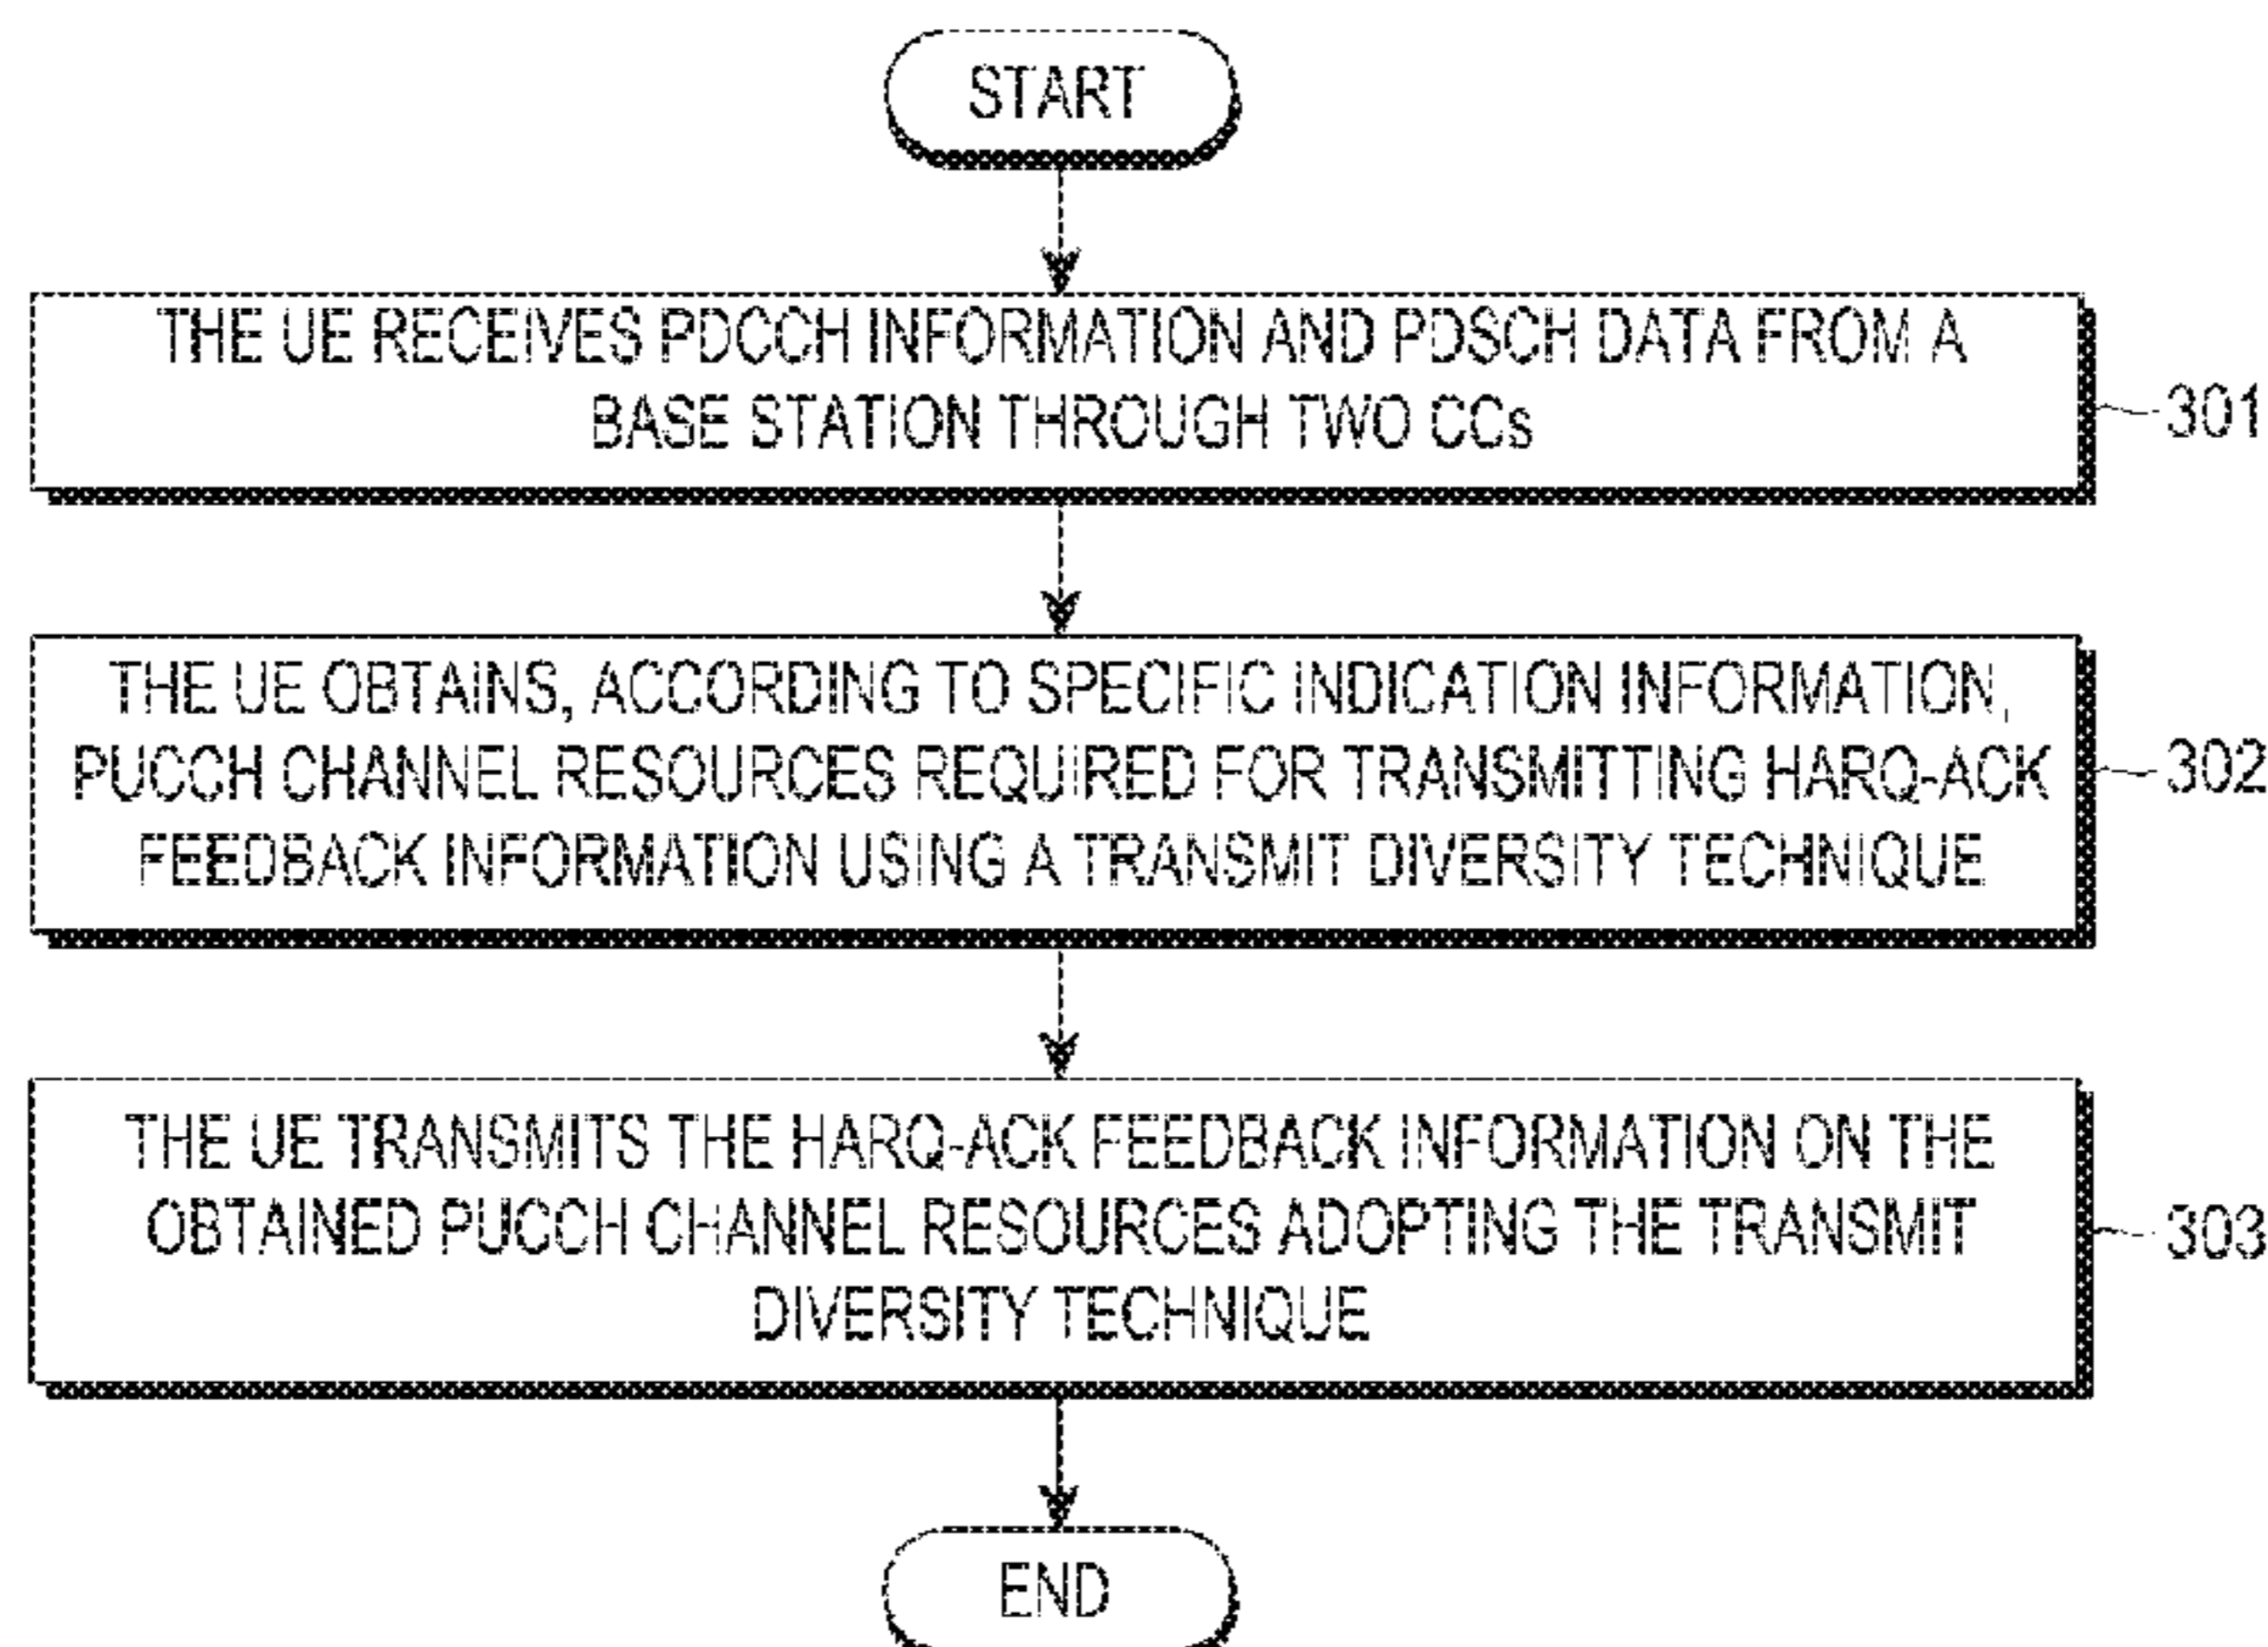 START
THE UE RECEIVES PDCCH INFORMATION AND PDSCH DATA FROM A
BASE STATION THROUGH TWO CCs
301
THE UE OBTAINS, ACCORDING TO SPECIFIC INDICATION INFORMATION,
PUCCH CHANNEL RESOURCES REQUIRED FOR TRANSMITTING HARQ-ACK
FEEDBACK INFORMATION USING A TRANSMIT DIVERSITY TECHNIQUE
302
THE UE TRANSMITS THE HARQ-ACK FEEDBACK INFORMATION ON THE
OBTAINED PUCCH CHANNEL RESOURCES ADOPTING THE TRANSMIT
DIVERSITY TECHNIQUE
303
END